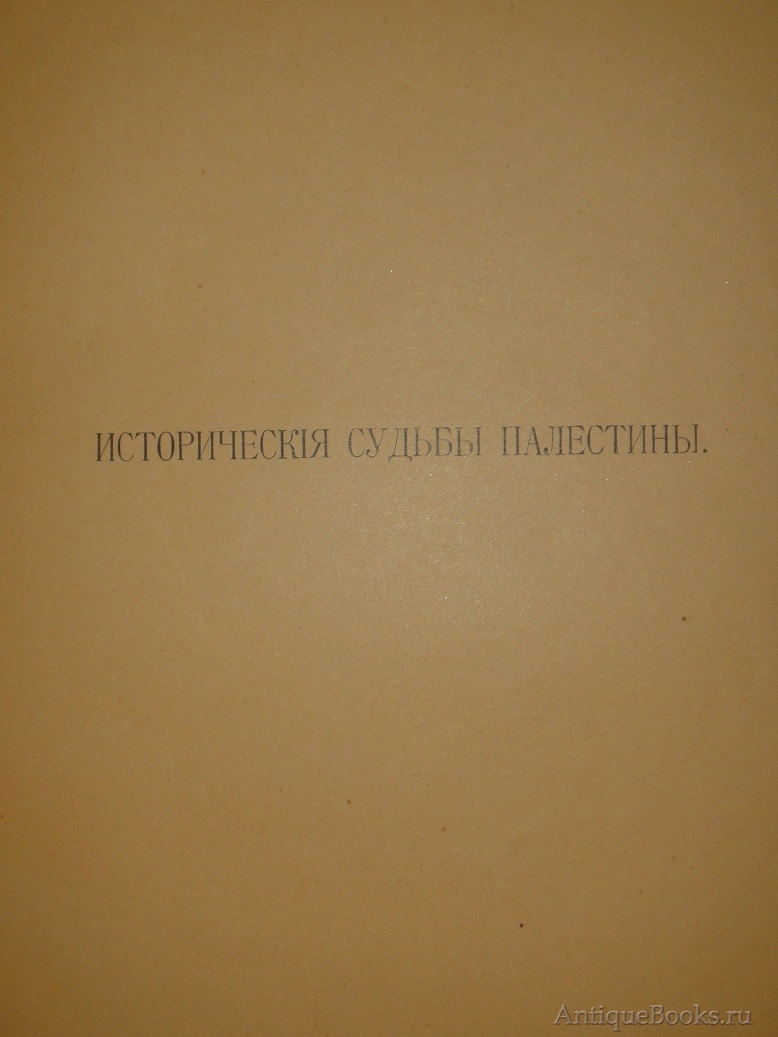 ИСТОРИЧЕСКІЯ СУДЬБЫ ПАЛЕСТИНЫ.
AntiqueBooks.ru